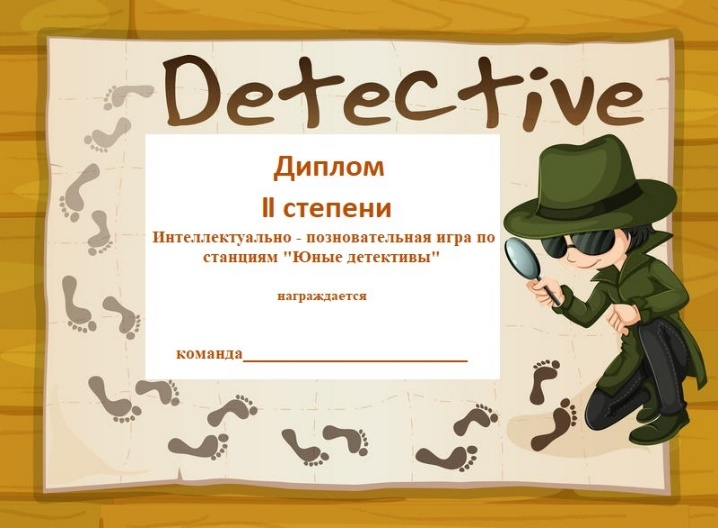 Detective
Диплом
II степени
Интеллектуально - позновательная игра по
станциям "Юные детективы"
награждается
команда___________________________